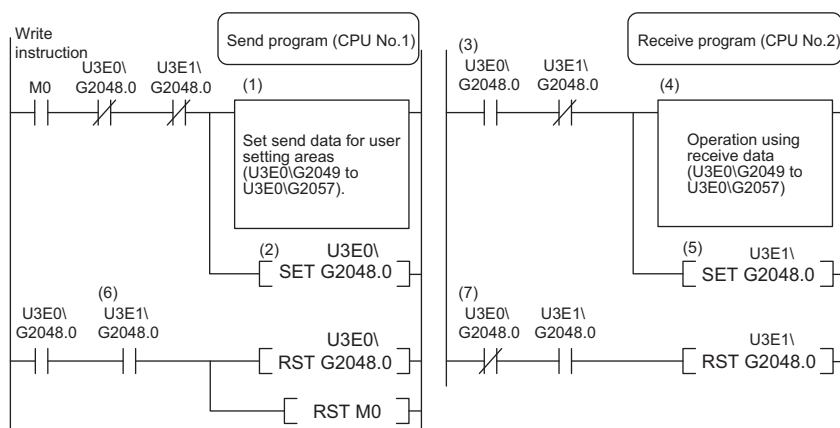 Write
instruction
Send program (CPU No.1)
M0
U3E0\
G2048.0
U3E1\
G2048.0
(1)
Set send data for user
setting areas
(U3E0\G2049 to
U3E0\G2057).
(2)
U3E0\
SET G2048.0
U3E0\
G2048.0
(6)
U3E1\
G2048.0
U3E0\
RST G2048.0
RST M0
Receive program (CPU No.2)
(3)
U3E0\
G2048.0
U3E1\
G2048.0
(4)
Operation using
receive data
(U3E0\G2049 to
U3E0\G2057)
(5)
U3E1\
SET G2048.0
(7)
U3E0\
G2048.0
U3E1\
G2048.0
U3E1\
RST G2048.0